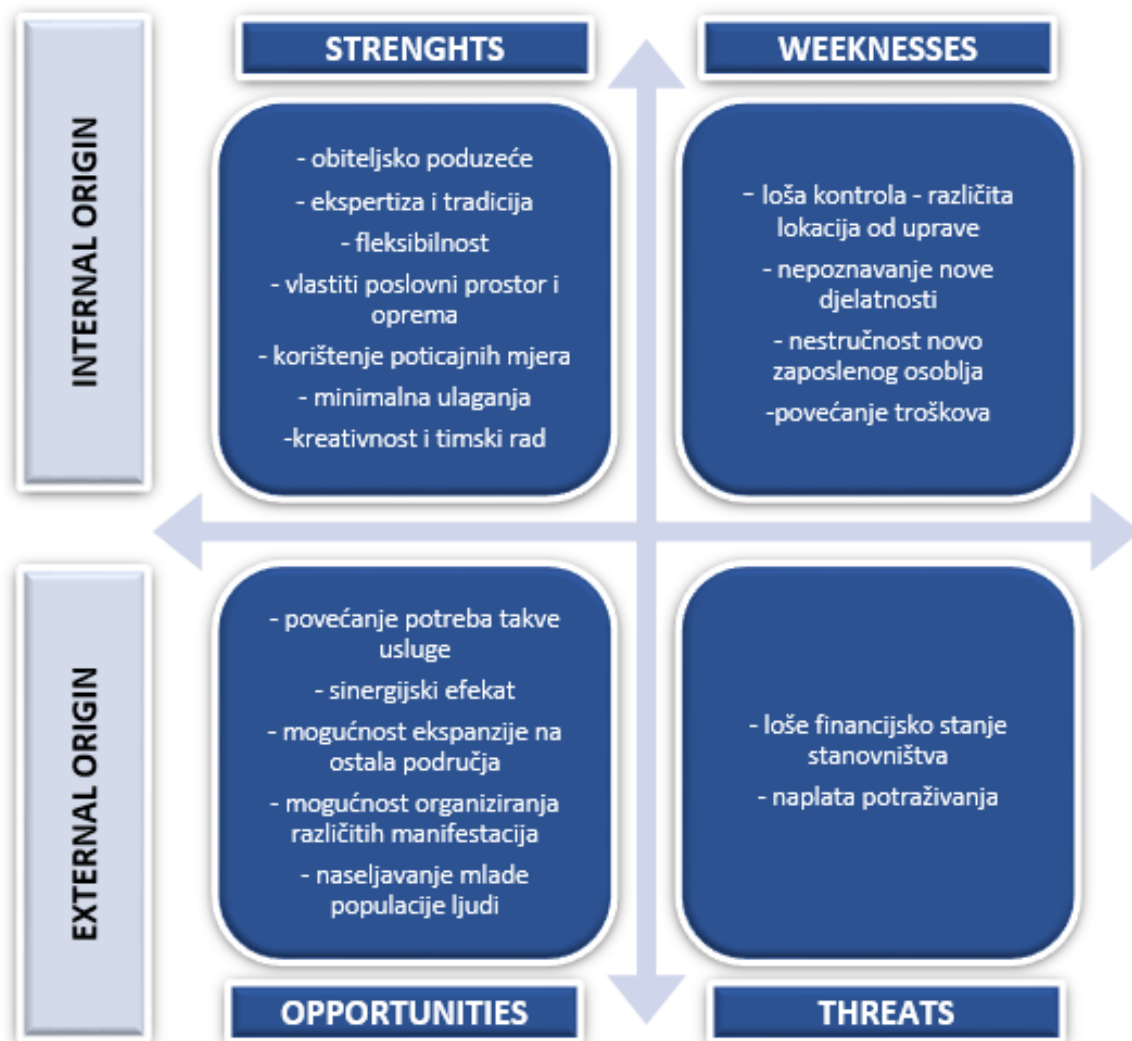 STRENGHTS
WEEKNESSES
INTERNAL ORIGIN
- obiteljsko poduzeće
- ekspertiza i tradicija
- fleksibilnost
- vlastiti poslovni prostor i
oprema
- korištenje poticajnih mjera
- minimalna ulaganja
-kreativnost i timski rad
- loša kontrola - različita
lokacija od uprave
- nepoznavanje nove
djelatnosti
- nestručnost novo
zaposlenog osoblja
-povećanje troškova
EXTERNAL ORIGIN
- povećanje potreba takve
usluge
- sinergijski efekat
- mogućnost ekspanzije na
ostala područja
- mogućnost organiziranja
različitih manifestacija
- naseljavanje mlade
populacije ljudi
- loše financijsko stanje
stanovništva
- naplata potraživanja
OPPORTUNITIES
THREATS